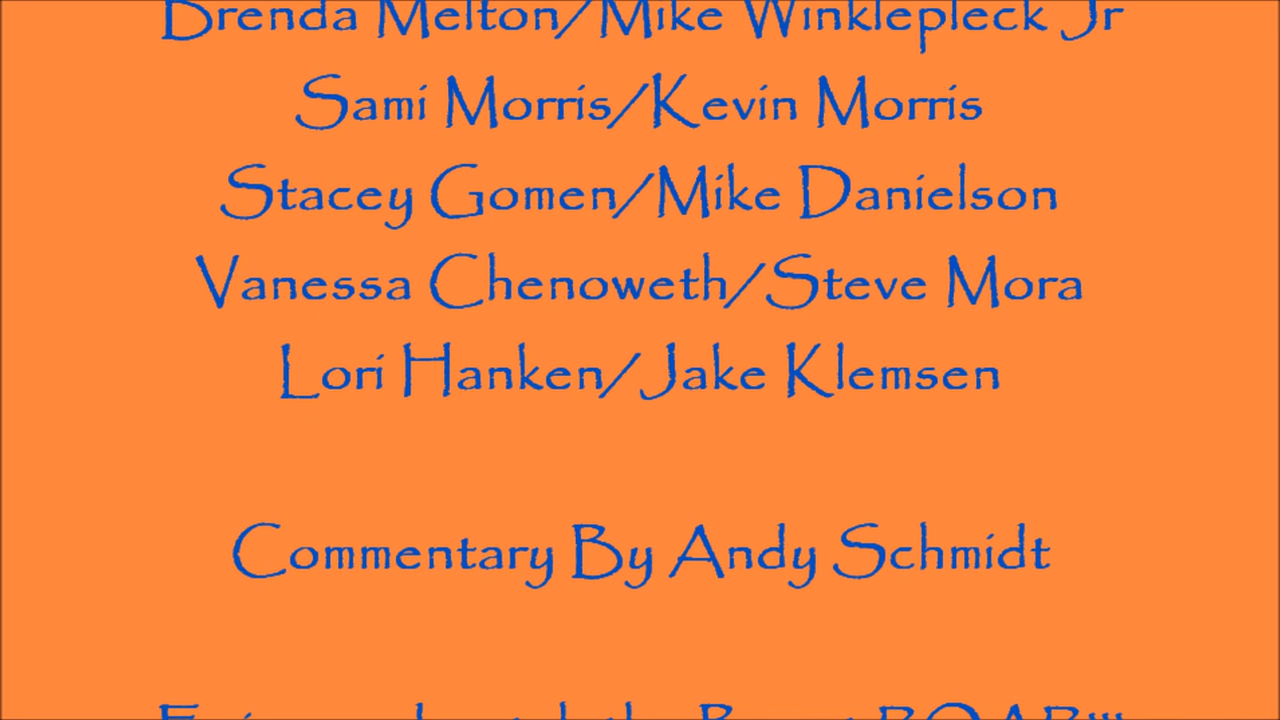 Brenda Melton/Mike Winklepleck Jr
Sami Morris/Kevin Morris
Stacey Gomen/Mike Danielson
Vanessa Chenoweth/Steve Mora
Lori Hanken/Jake Klemsen
Commentary By Andy Schmidt